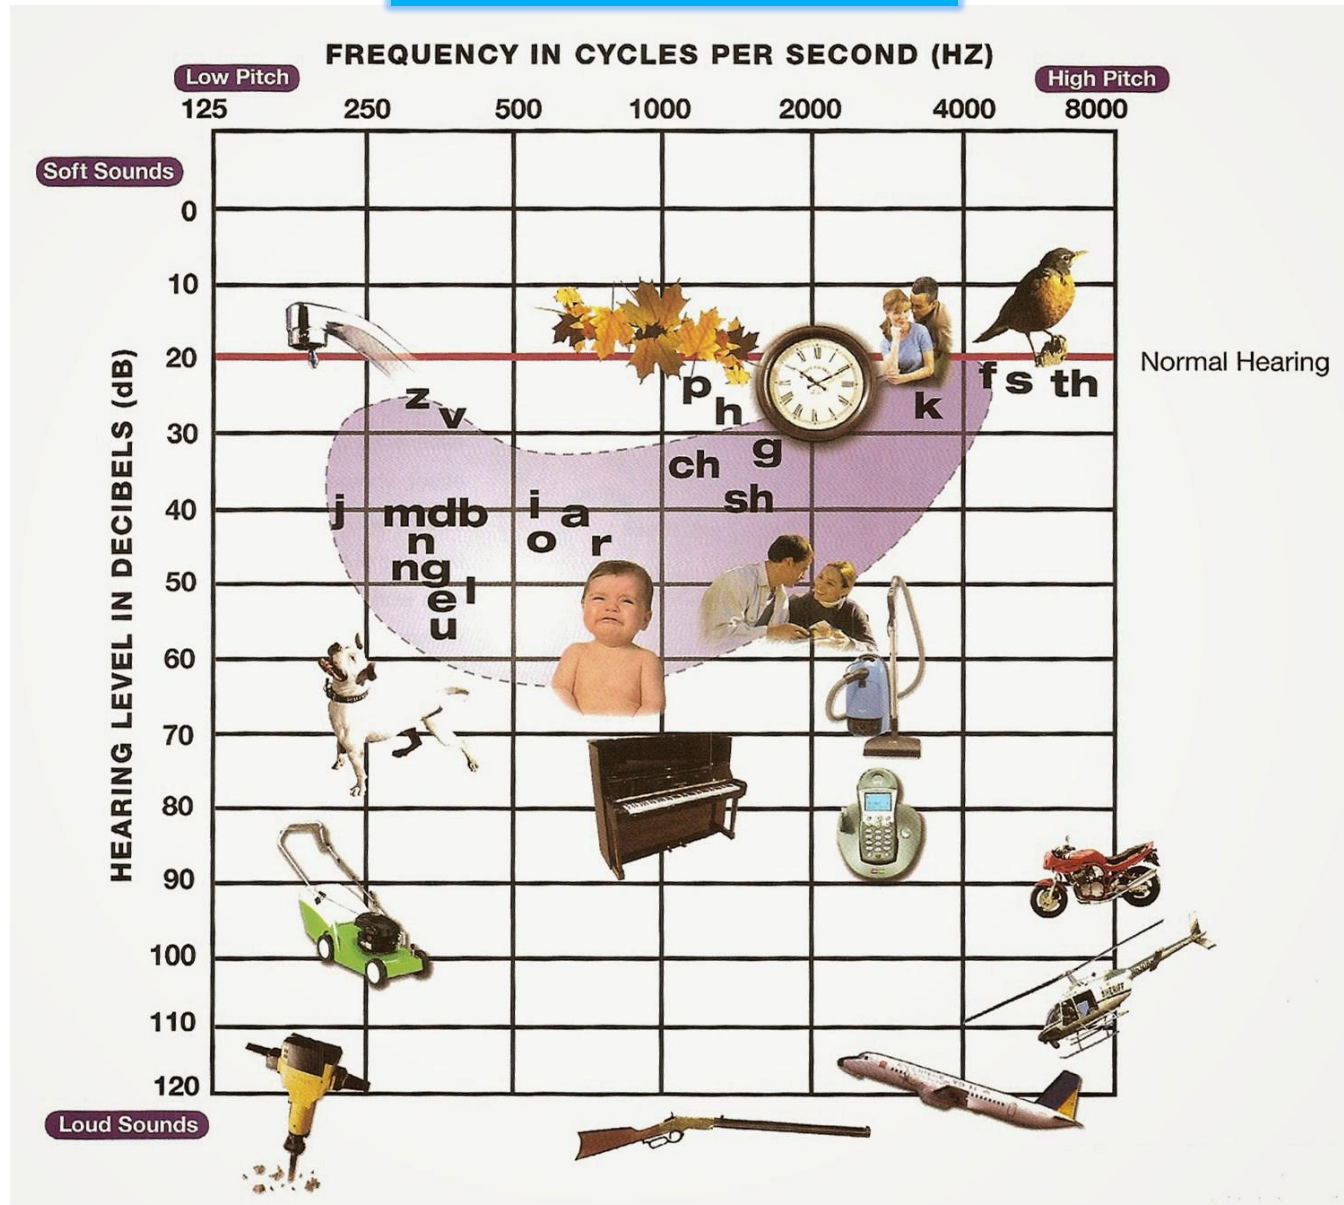 FREQUENCY IN CYCLES PER SECOND (HZ)
Low Pitch
High Pitch
125 250 500 1000 2000 4000 8000
Soft Sounds
HEARING LEVEL IN DECIBELS (dB)
0
10
20
Normal Hearing
30
40
50
60
70
80
90
100
110
120
Loud Sounds
z
v
p
h
g
ch
sh
k
f s th
j
mdb
n
ng
e l
u
i a
o r